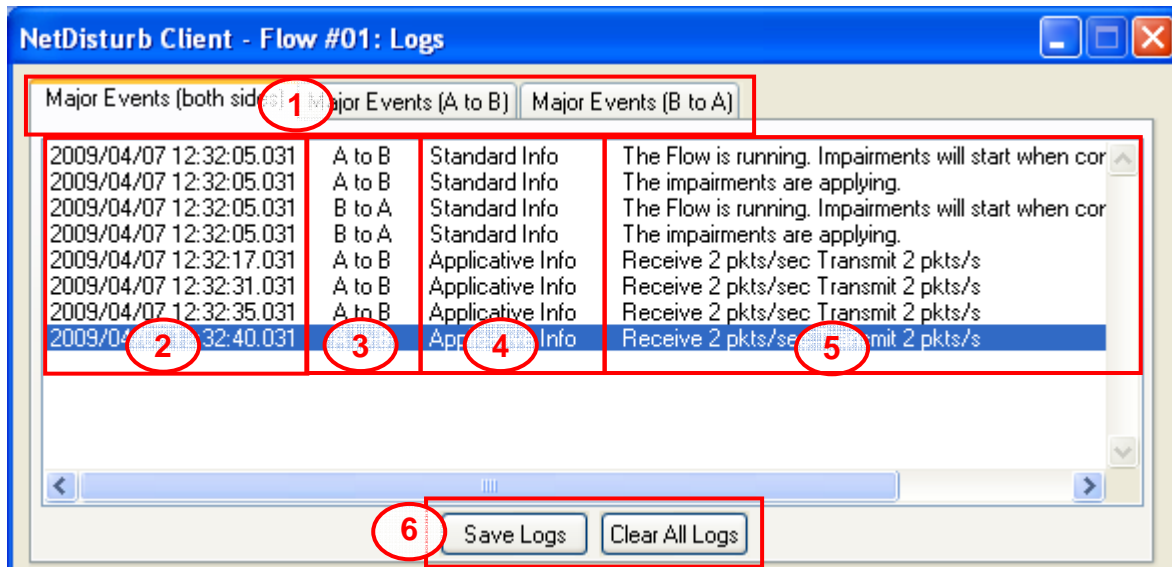 NetDisturb Client - Flow #01: Logs
Major Events (both sides) 1 Major Events (A to B) Major Events (B to A)
2009/04/07 12:32:05.031 A to B Standard Info The Flow is running. Impairments will start when cor
2009/04/07 12:32:05.031 A to B Standard Info The impairments are applying.
2009/04/07 12:32:05.031 B to A Standard Info The Flow is running. Impairments will start when cor
2009/04/07 12:32:05.031 B to A Standard Info The impairments are applying.
2009/04/07 12:32:17.031 A to B Applicative Info Receive 2 pkts/sec Transmit 2 pkts/s
2009/04/07 12:32:31.031 A to B Applicative Info Receive 2 pkts/sec Transmit 2 pkts/s
2009/04/07 12:32:35.031 A to B Applicative Info Receive 2 pkts/sec Transmit 2 pkts/s
2009/04 32:40.031 App Info Receive 2 pkts/sec Transmit 2 pkts/s
2 3 4 5
6 Save Logs Clear All Logs